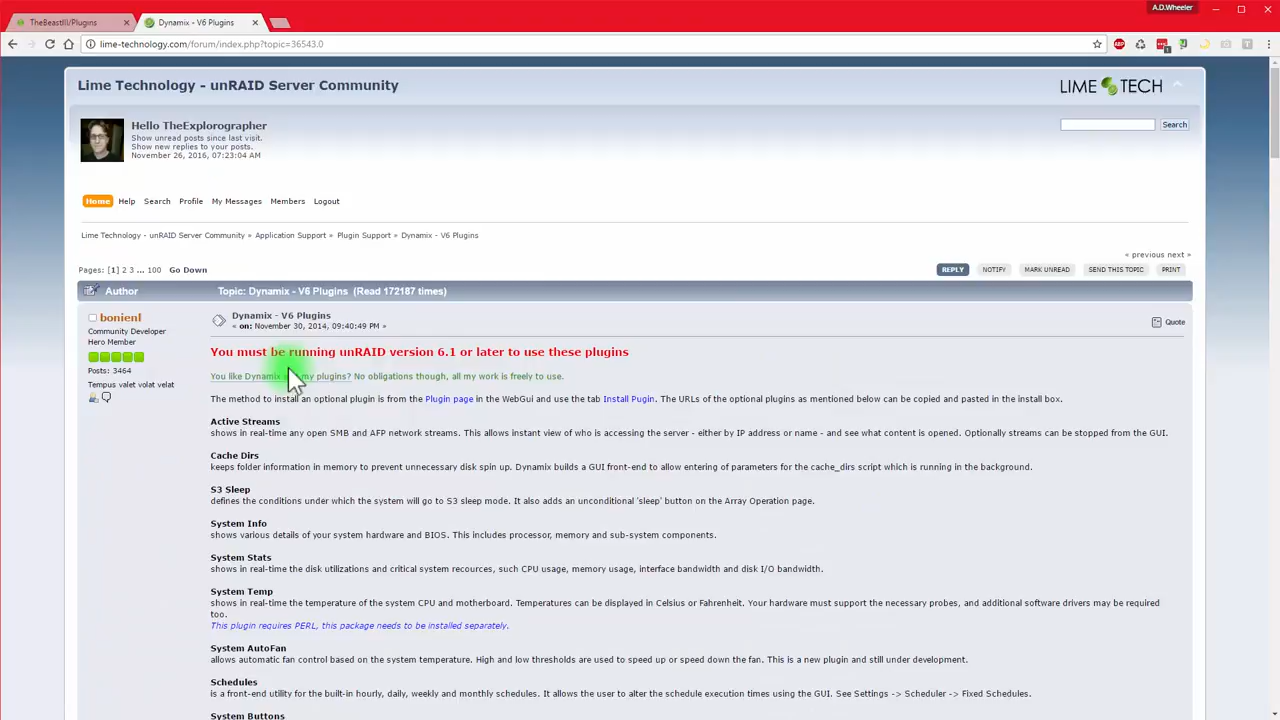 TheBeastIII/Plugins
Dynamix - V6 Plugins
A.D.Wheeler
lime-technology.com/forum/index.php?topic=36543.0
Lime Technology - unRAID Server Community
LIME TECH
Hello TheExplorographer
Show unread posts since last visit.
Show new replies to your posts.
November 26, 2016, 07:23:04 AM
Search
Home Help Search Profile My Messages Members Logout
Lime Technology - unRAID Server Community » Application Support » Plugin Support » Dynamix - V6 Plugins
« previous next »
Pages: [1] 2 3 ... 100 Go Down
REPLY NOTIFY MARK UNREAD SEND THIS TOPIC PRINT
Author Topic: Dynamix - V6 Plugins (Read 172187 times)
bonienl
Community Developer
Hero Member
Posts: 3464
Tempus valet volat velat
Dynamix - V6 Plugins
« on: November 30, 2014, 09:40:49 PM »
Quote
You must be running unRAID version 6.1 or later to use these plugins
You like Dynamix my plugins? No obligations though, all my work is freely to use.
The method to install an optional plugin is from the Plugin page in the WebGui and use the tab Install Pugin. The URLs of the optional plugins as mentioned below can be copied and pasted in the install box.
Active Streams
shows in real-time any open SMB and AFP network streams. This allows instant view of who is accessing the server - either by IP address or name - and see what content is opened. Optionally streams can be stopped from the GUI.
Cache Dirs
keeps folder information in memory to prevent unnecessary disk spin up. Dynamix builds a GUI front-end to allow entering of parameters for the cache_dirs script which is running in the background.
S3 Sleep
defines the conditions under which the system will go to S3 sleep mode. It also adds an unconditional 'sleep' button on the Array Operation page.
System Info
shows various details of your system hardware and BIOS. This includes processor, memory and sub-system components.
System Stats
shows in real-time the disk utilizations and critical system recources, such CPU usage, memory usage, interface bandwidth and disk I/O bandwidth.
System Temp
shows in real-time the temperature of the system CPU and motherboard. Temperatures can be displayed in Celsius or Fahrenheit. Your hardware must support the necessary probes, and additional software drivers may be required
too.
This plugin requires PERL, this package needs to be installed separately.
System AutoFan
allows automatic fan control based on the system temperature. High and low thresholds are used to speed up or speed down the fan. This is a new plugin and still under development.
Schedules
is a front-end utility for the built-in hourly, daily, weekly and monthly schedules. It allows the user to alter the schedule execution times using the GUI. See Settings -> Scheduler -> Fixed Schedules.
System Buttons